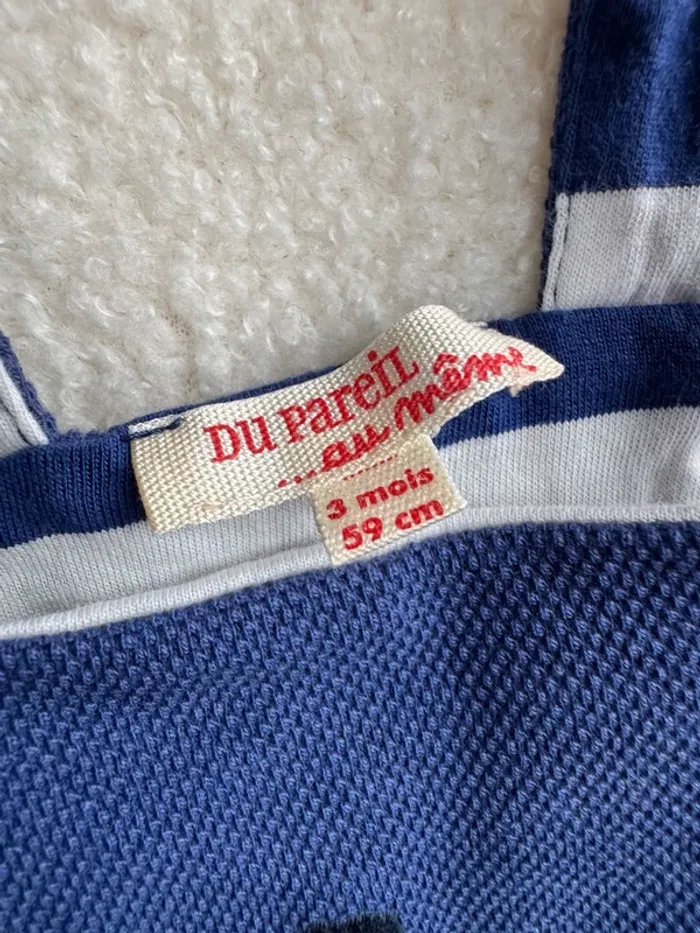 DU PareiL
...au même
3 mois
59 cm